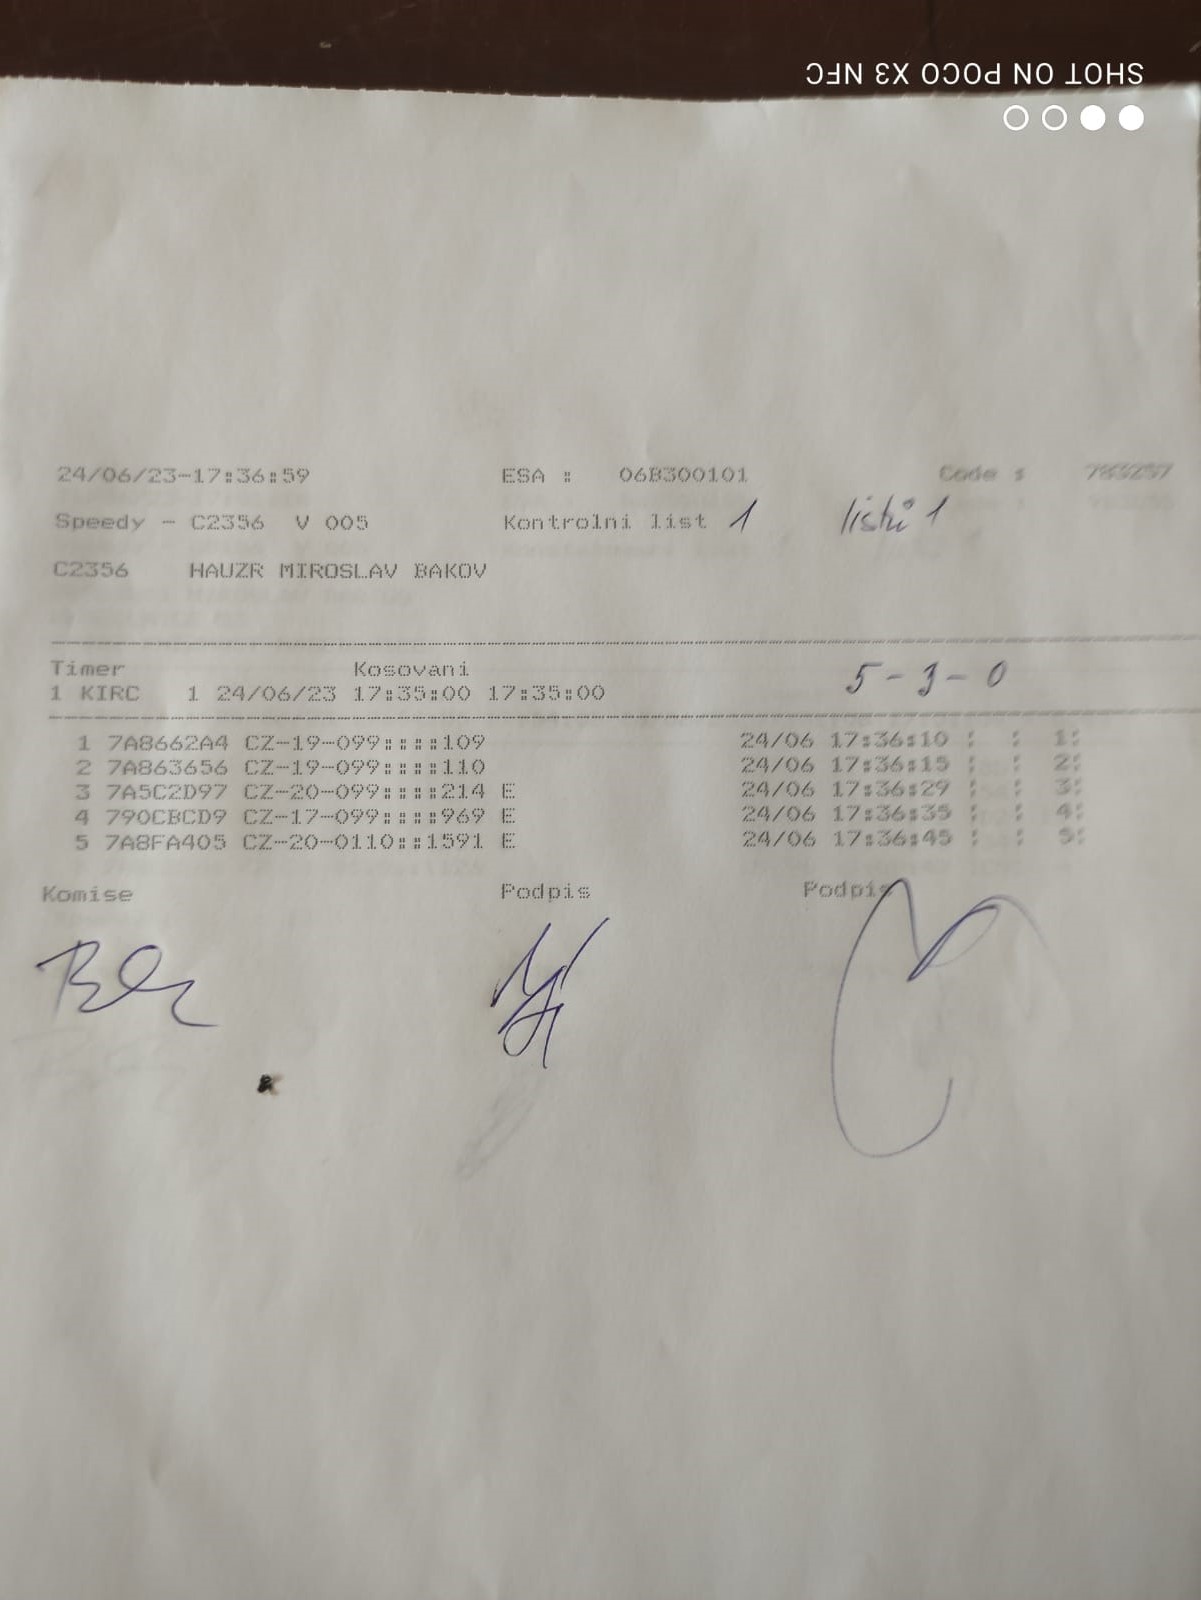 SHOT ON POCO X3 NFC
24/06/23-17:36:59 ESA : 06B300101 Code :
Speedy - C2356 V 005 Kontrolni list 1 listů 1
C2356 HAUZR MIROSLAV BAKOV
Timer Kosovani
1 KIRC 1 24/06/23 17:35:00 17:35:00 5-3-0
1 7A8662A4 CZ-19-099::::109 24/06 17:36:10 : : 1:
2 7A863656 CZ-19-099::::110 24/06 17:36:15 : : 2:
3 7A5C2D97 CZ-20-099::::214 E 24/06 17:36:29 : : 3:
4 790CBCD9 CZ-17-099::::969 E 24/06 17:36:35 : : 4:
5 7A8FA405 CZ-20-0110::1591 E 24/06 17:36:45 : : 5:
Komise Podpis Podpis